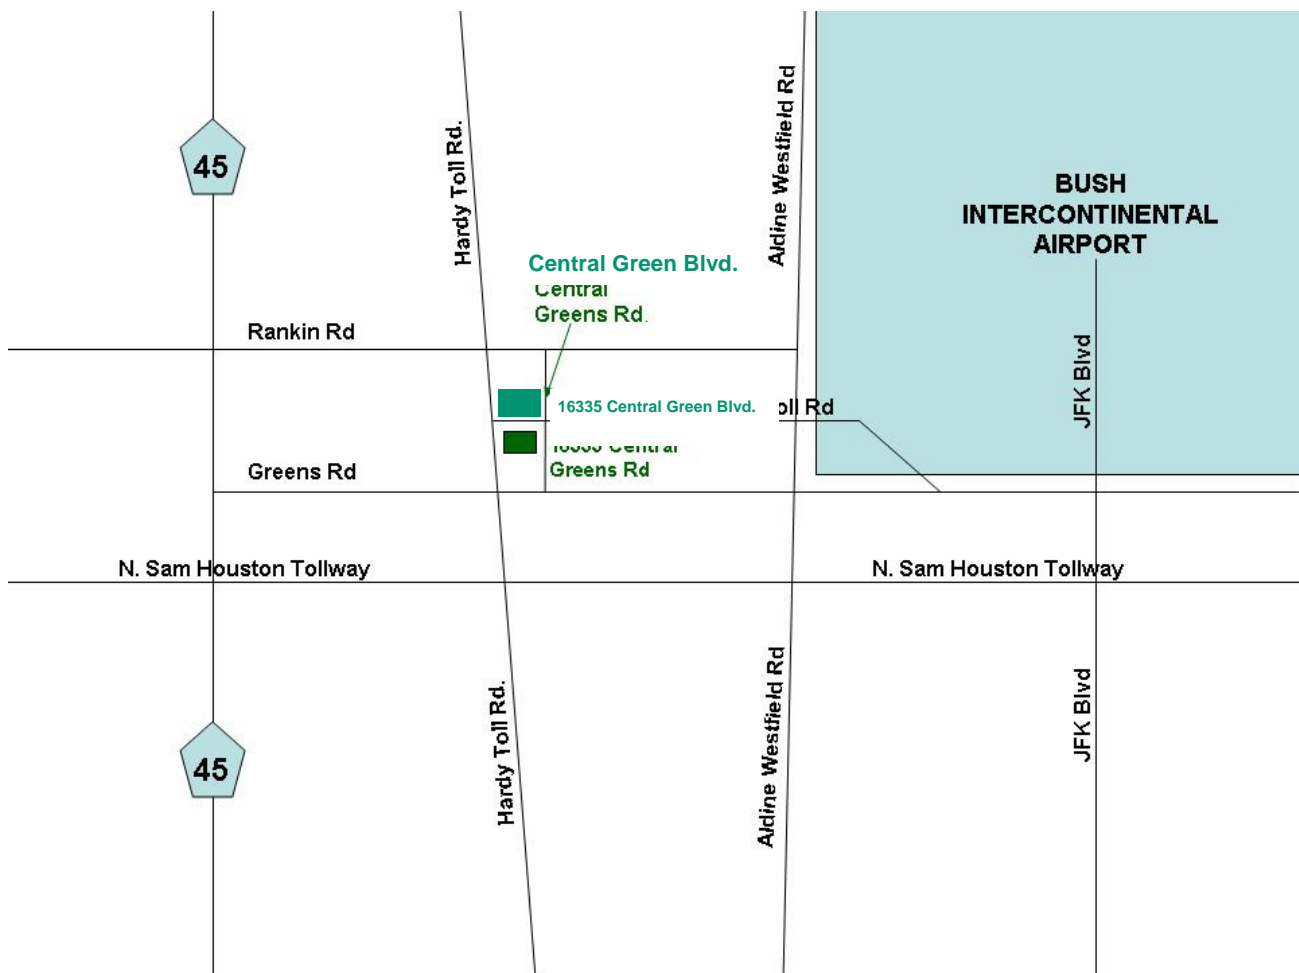 45
Hardy Toll Rd.
Aldine Westfield Rd
BUSH
INTERCONTINENTAL
AIRPORT
Central Green Blvd.
Central
Greens Rd.
Rankin Rd
JFK Blvd
16335 Central Green Blvd.
oll Rd
16335 Central
Greens Rd
Greens Rd
N. Sam Houston Tollway
N. Sam Houston Tollway
45
Hardy Toll Rd.
Aldine Westfield Rd
JFK Blvd